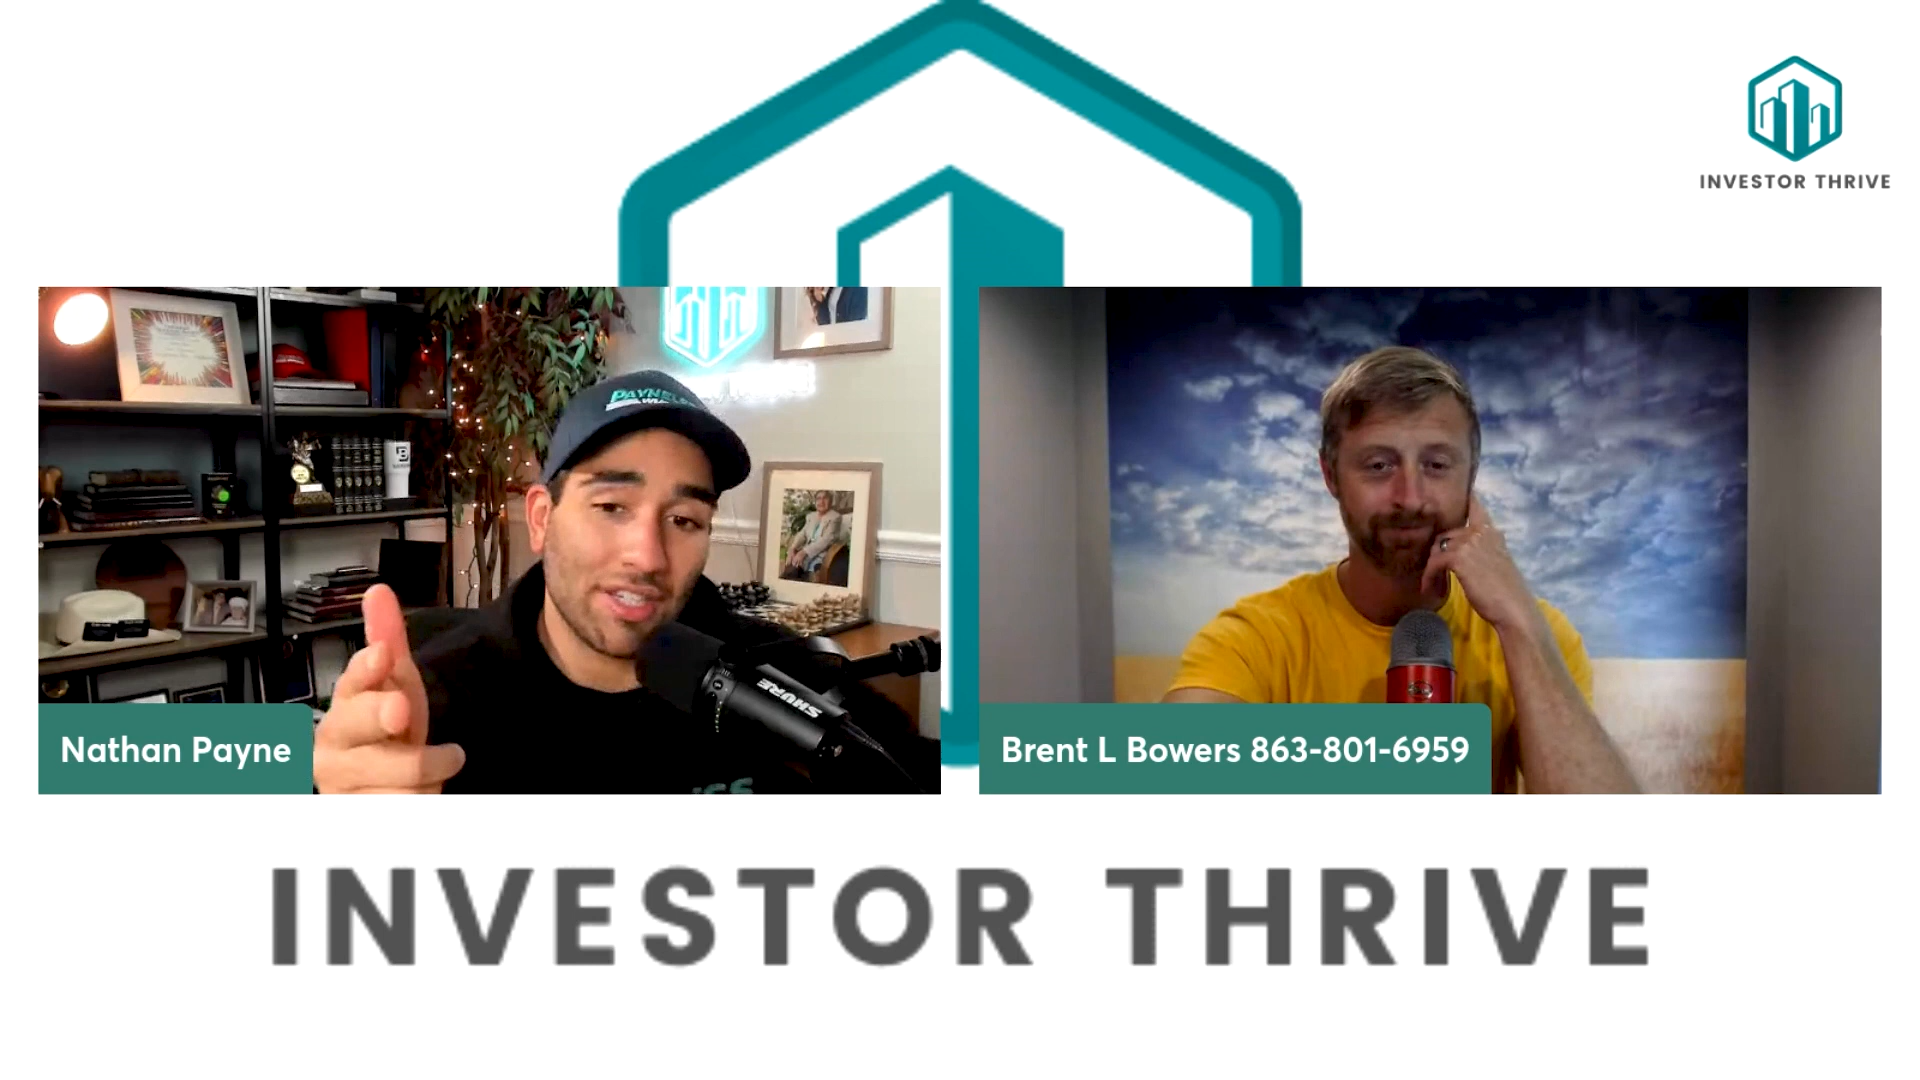 INVESTOR THRIVE
SHURE
Nathan Payne
Brent L Bowers 863-801-6959
INVESTOR THRIVE